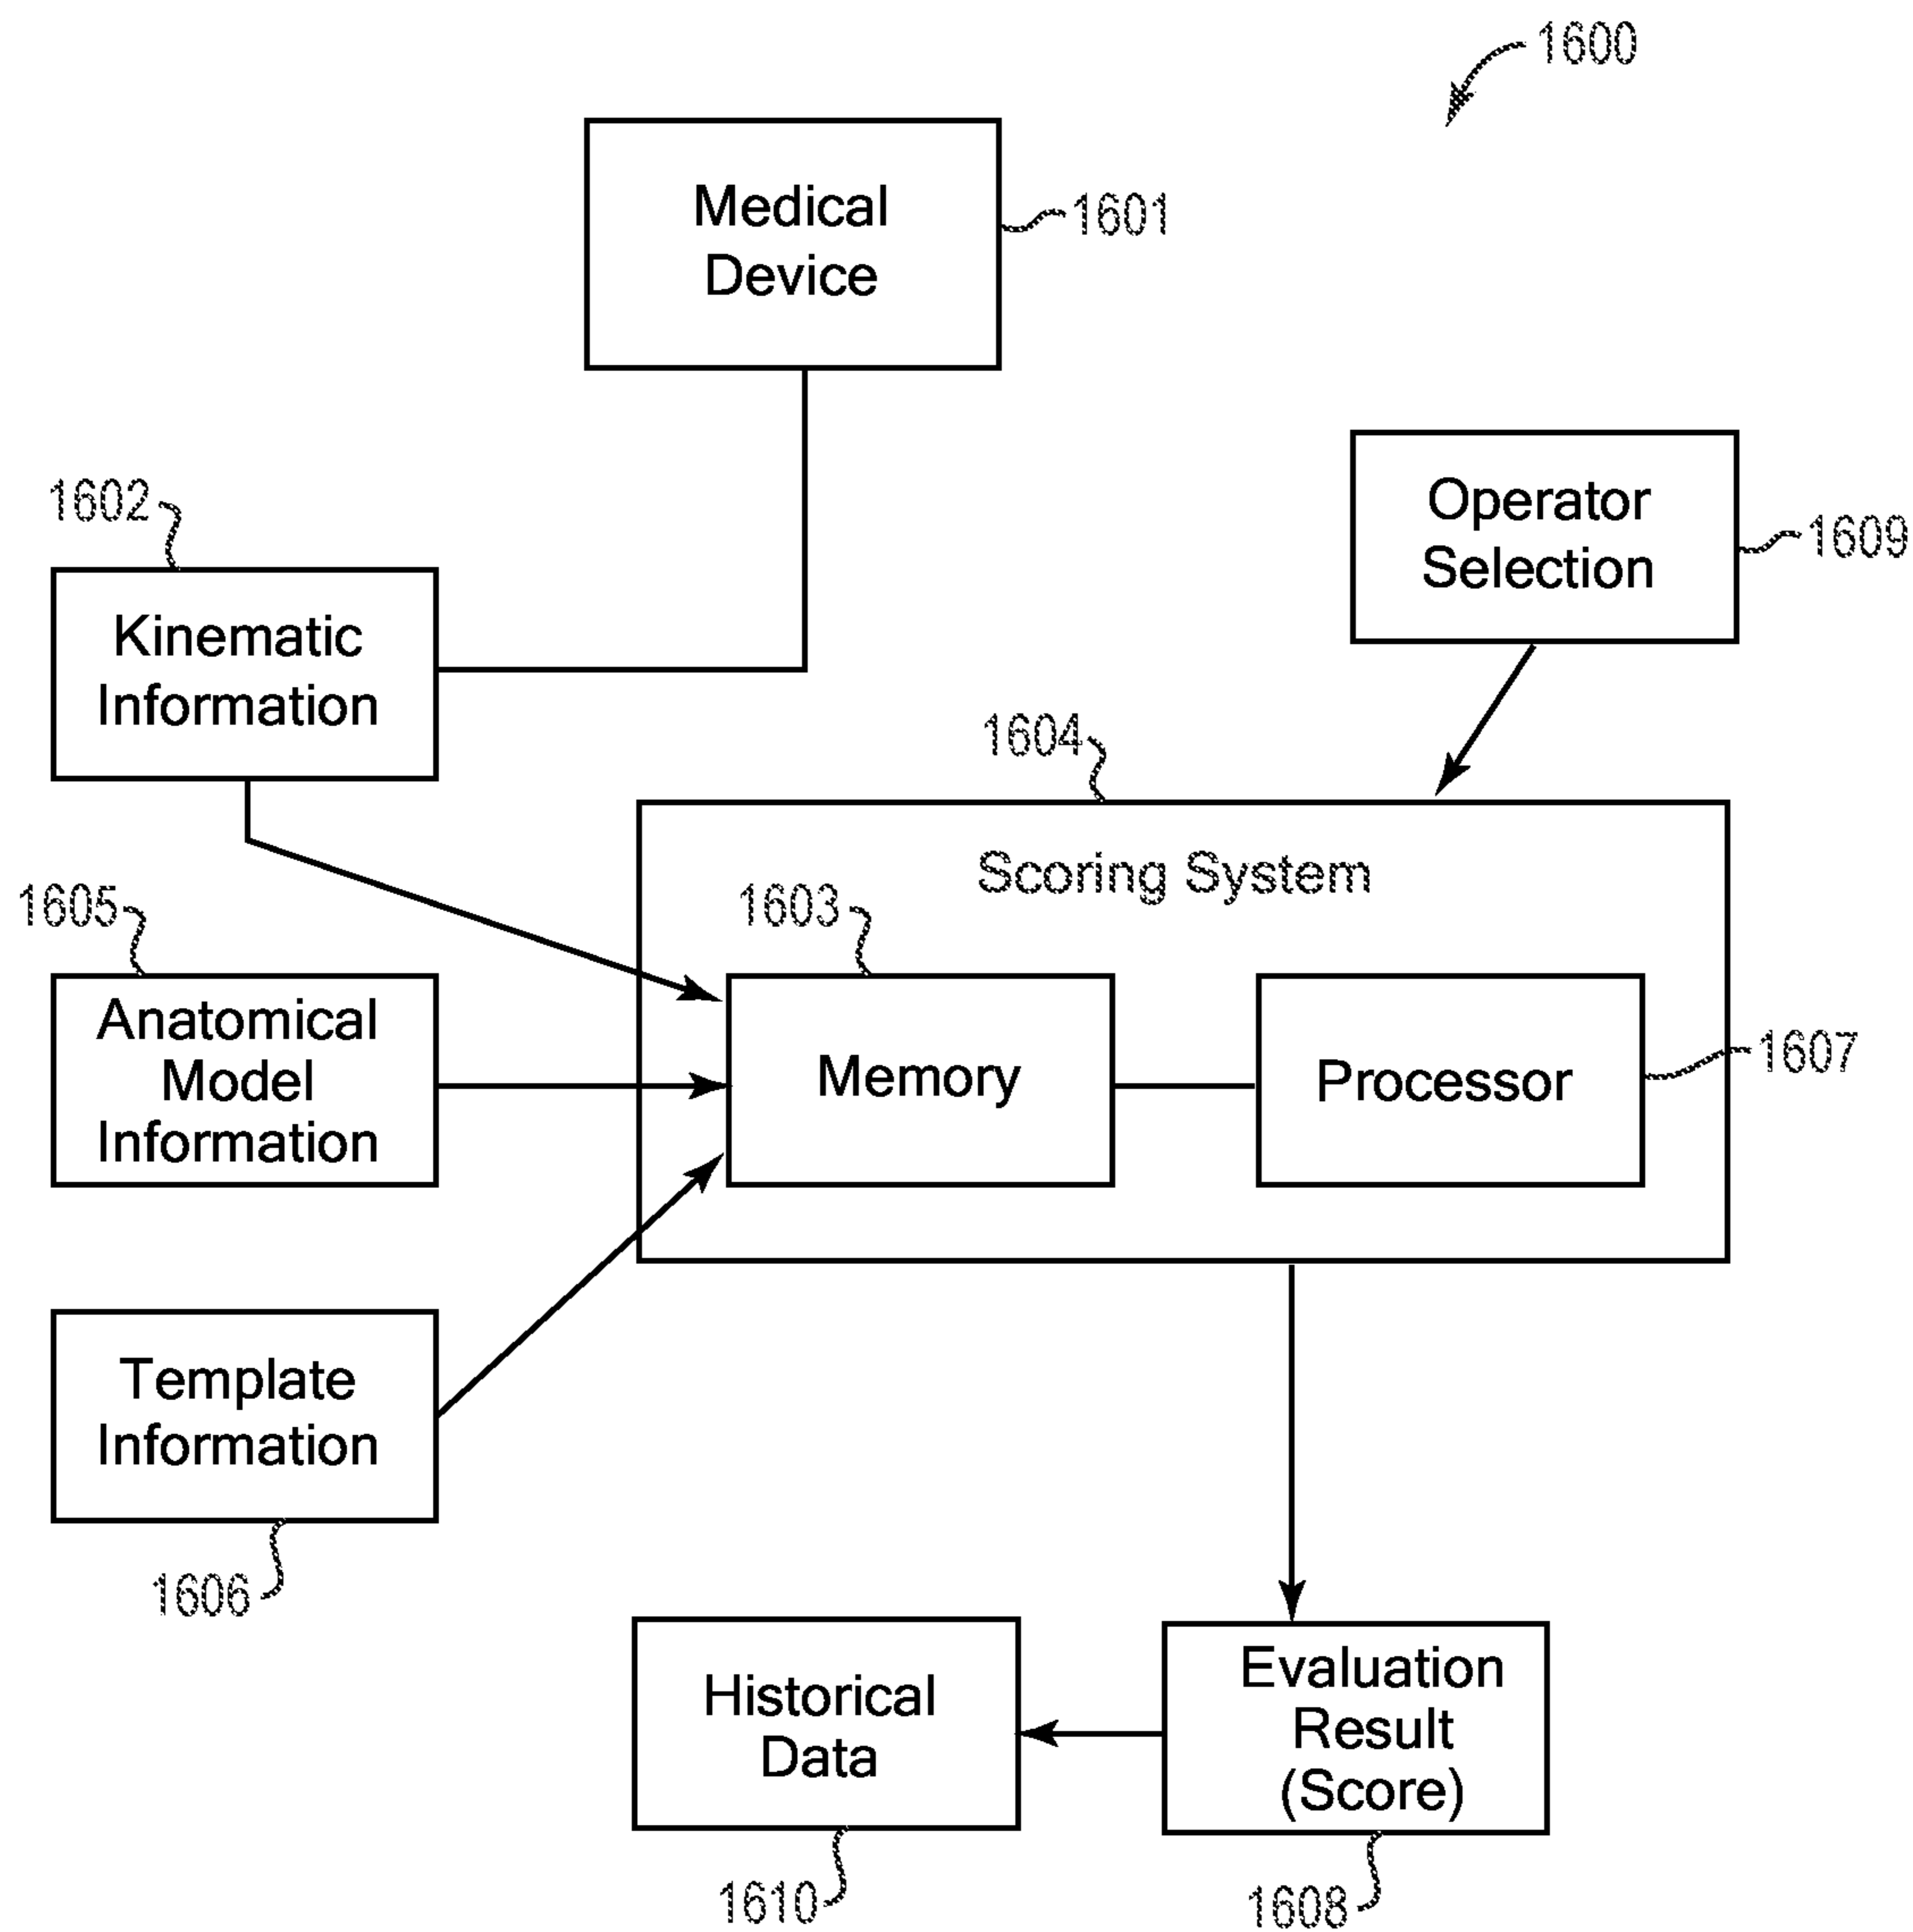 1600
Medical
Device
1601
1602
Kinematic
Information
Operator
Selection
1609
1604
Scoring System
1605
1603
Anatomical
Model
Information
Memory
Processor
1607
Template
Information
1606
Historical
Data
Evaluation
Result
(Score)
1610
1608